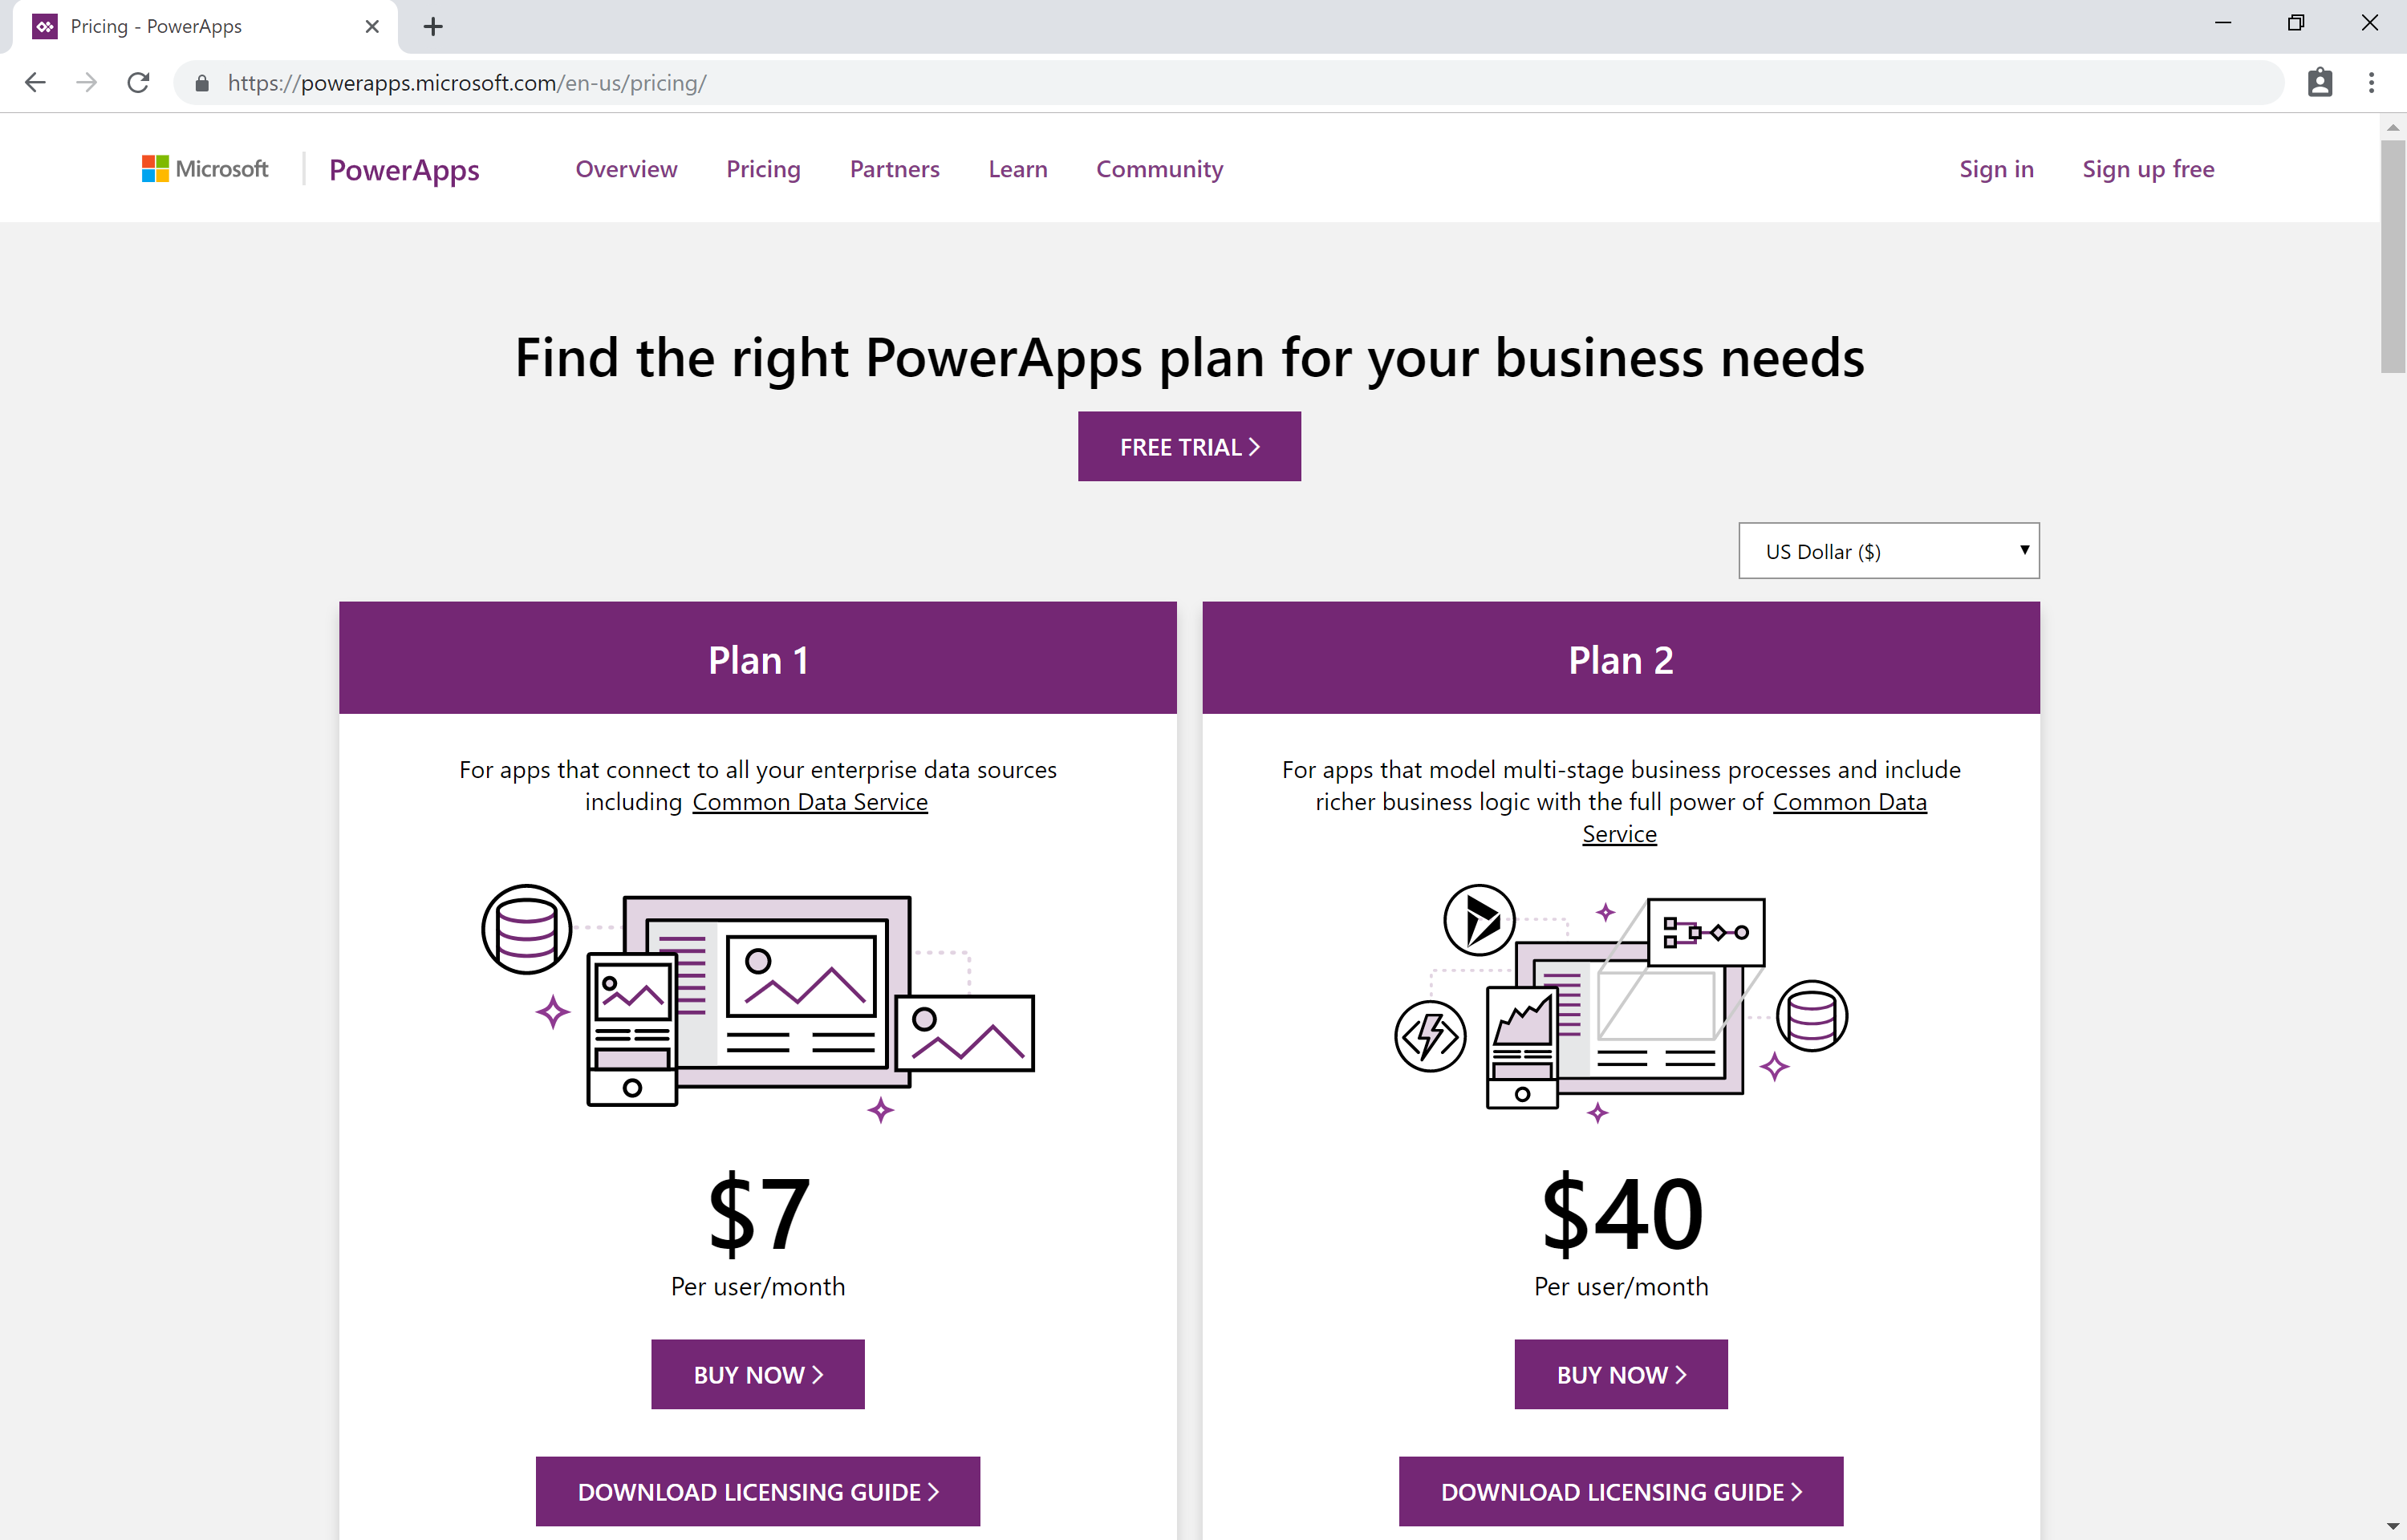 Pricing - PowerApps
https://powerapps.microsoft.com/en-us/pricing/
Microsoft PowerApps Overview Pricing Partners Learn Community Sign in Sign up free
Find the right PowerApps plan for your business needs
FREE TRIAL
US Dollar ($)
Plan 1
For apps that connect to all your enterprise data sources
including Common Data Service
$7
Per user/month
BUY NOW
DOWNLOAD LICENSING GUIDE
Plan 2
For apps that model multi-stage business processes and include
richer business logic with the full power of Common Data
Service
$40
Per user/month
BUY NOW
DOWNLOAD LICENSING GUIDE